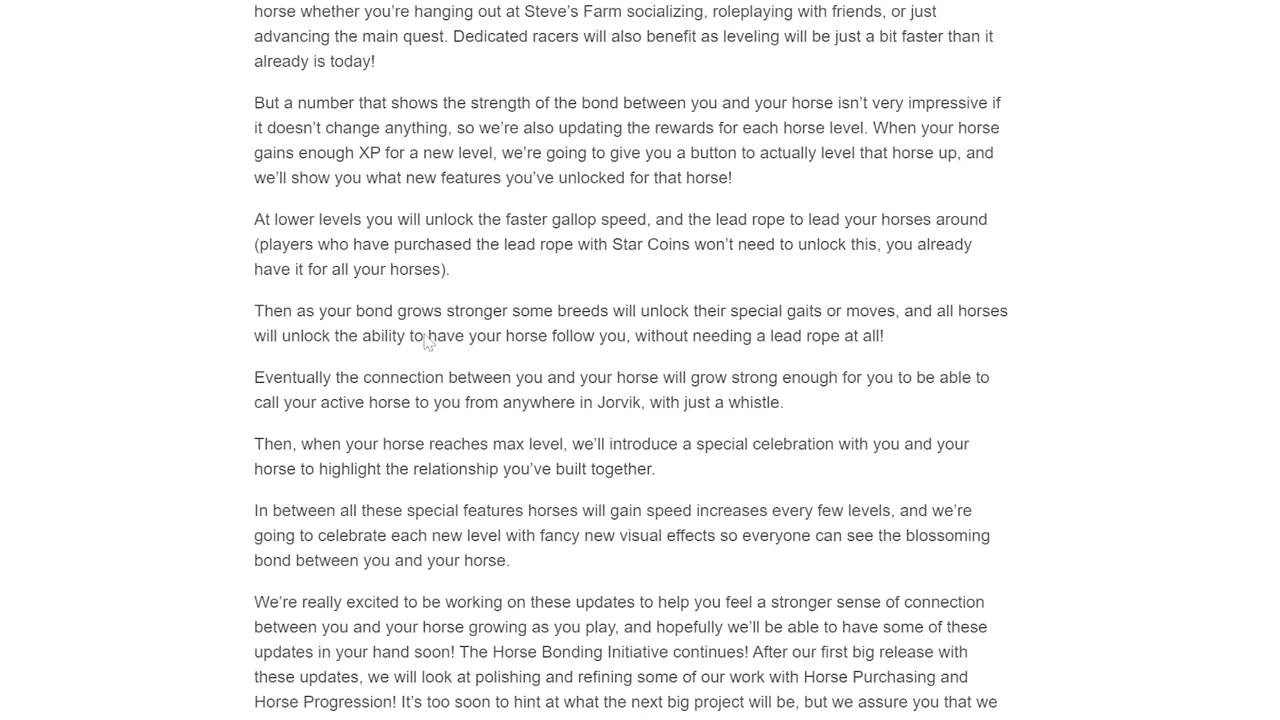 horse whether you’re hanging out at Steve’s Farm socializing, roleplaying with friends, or just
advancing the main quest. Dedicated racers will also benefit as leveling will be just a bit faster than it
already is today!
But a number that shows the strength of the bond between you and your horse isn’t very impressive if
it doesn’t change anything, so we’re also updating the rewards for each horse level. When your horse
gains enough XP for a new level, we’re going to give you a button to actually level that horse up, and
we’ll show you what new features you’ve unlocked for that horse!
At lower levels you will unlock the faster gallop speed, and the lead rope to lead your horses around
(players who have purchased the lead rope with Star Coins won’t need to unlock this, you already
have it for all your horses).
Then as your bond grows stronger some breeds will unlock their special gaits or moves, and all horses
will unlock the ability to have your horse follow you, without needing a lead rope at all!
Eventually the connection between you and your horse will grow strong enough for you to be able to
call your active horse to you from anywhere in Jorvik, with just a whistle.
Then, when your horse reaches max level, we’ll introduce a special celebration with you and your
horse to highlight the relationship you’ve built together.
In between all these special features horses will gain speed increases every few levels, and we’re
going to celebrate each new level with fancy new visual effects so everyone can see the blossoming
bond between you and your horse.
We’re really excited to be working on these updates to help you feel a stronger sense of connection
between you and your horse growing as you play, and hopefully we’ll be able to have some of these
updates in your hand soon! The Horse Bonding Initiative continues! After our first big release with
these updates, we will look at polishing and refining some of our work with Horse Purchasing and
Horse Progression! It’s too soon to hint at what the next big project will be, but we assure you that we